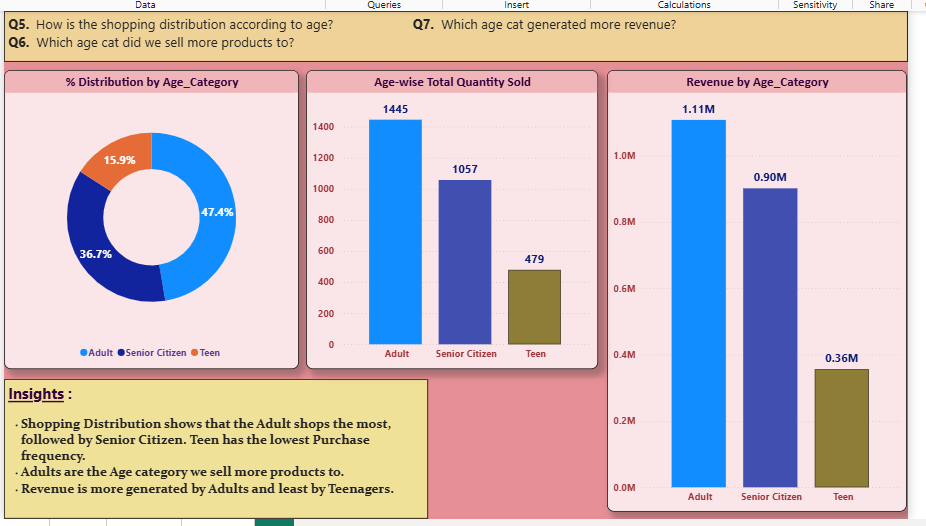 Data Queries Insert Calculations Sensitivity Share
Q5. How is the shopping distribution according to age?
Q6. Which age cat did we sell more products to?
Q7. Which age cat generated more revenue?
% Distribution by Age_Category
15.9%
47.4%
36.7%
Adult Senior Citizen Teen
Age-wise Total Quantity Sold
1445
1400
1200
1057
1000
800
600
479
400
200
0
Adult Senior Citizen Teen
Revenue by Age_Category
1.11M
1.0M
0.90M
0.8M
0.6M
0.4M
0.36M
0.2M
0.0M
Adult Senior Citizen Teen
Insights :
· Shopping Distribution shows that the Adult shops the most,
followed by Senior Citizen. Teen has the lowest Purchase
frequency.
· Adults are the Age category we sell more products to.
· Revenue is more generated by Adults and least by Teenagers.